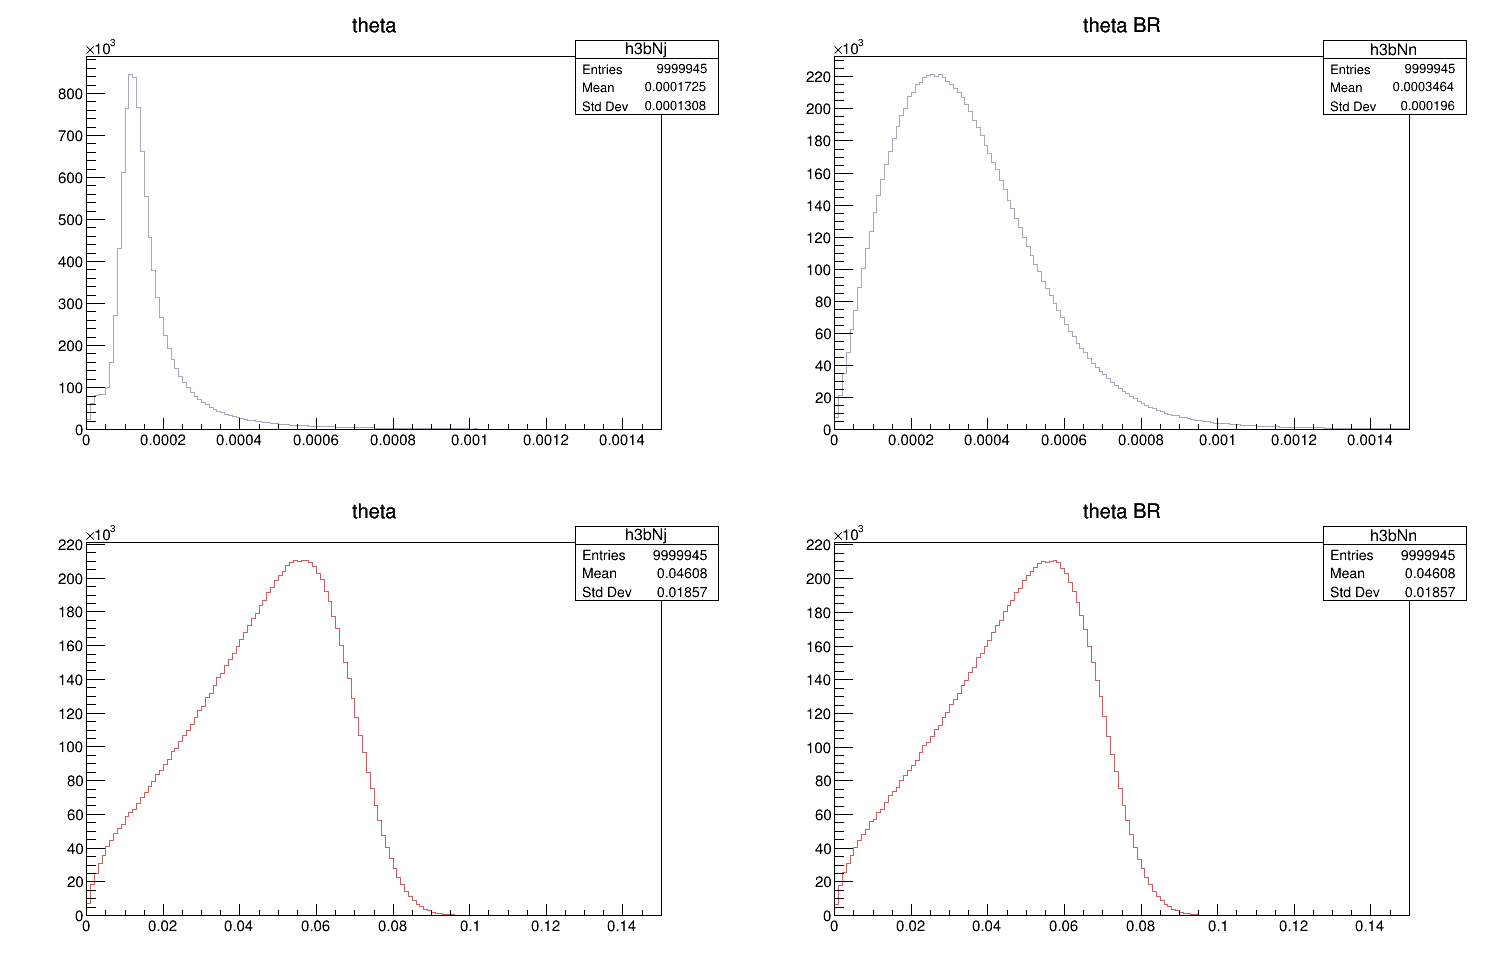 theta
×10³
h3bNj
Entries 9999945
Mean 0.0001725
Std Dev 0.0001308
800
700
600
500
400
300
200
100
0
0 0.0002 0.0004 0.0006 0.0008 0.001 0.0012 0.0014
theta BR
×10³
h3bNn
Entries 9999945
Mean 0.0003464
Std Dev 0.000196
220
200
180
160
140
120
100
80
60
40
20
0
0 0.0002 0.0004 0.0006 0.0008 0.001 0.0012 0.0014
theta
×10³
h3bNj
Entries 9999945
Mean 0.04608
Std Dev 0.01857
220
200
180
160
140
120
100
80
60
40
20
0
0 0.02 0.04 0.06 0.08 0.1 0.12 0.14
theta BR
×10³
h3bNn
Entries 9999945
Mean 0.04608
Std Dev 0.01857
220
200
180
160
140
120
100
80
60
40
20
0
0 0.02 0.04 0.06 0.08 0.1 0.12 0.14